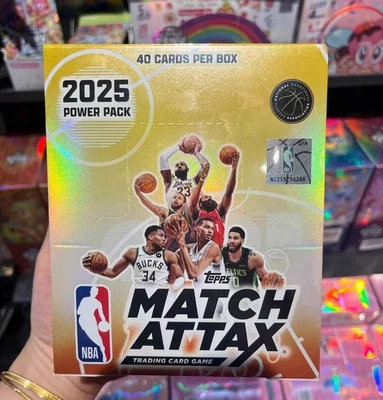 40 CARDS PER BOX
2025
POWER PACK
23
BUCKS
34
NBA
Topps
MATCH
ATTAX
TRADING CARD GAME